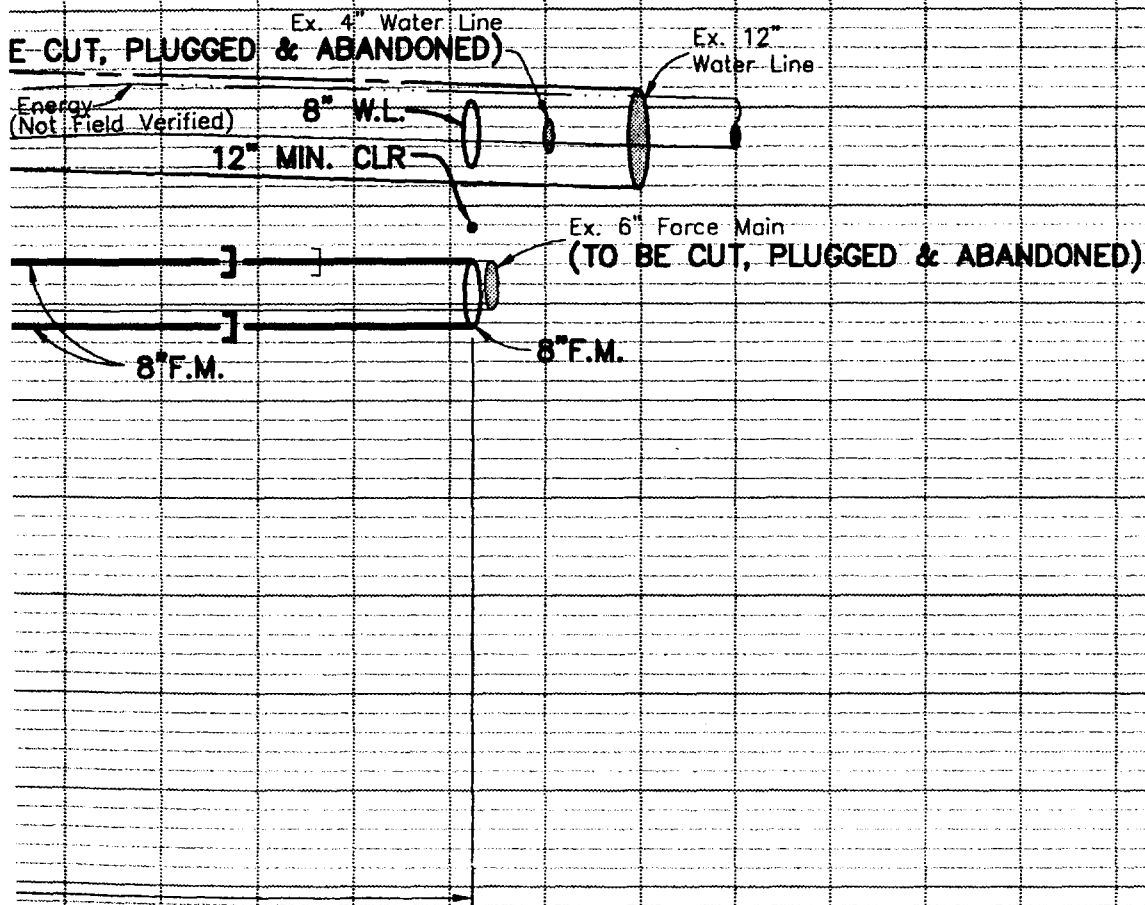 Ex. 4" Water Line
E CUT, PLUGGED & ABANDONED)
Ex. 12"
Water Line
Energy
(Not Field Verified)
8" W.L.
12" MIN. CLR
Ex. 6" Force Main
(TO BE CUT, PLUGGED & ABANDONED)
8"F.M.
8"F.M.